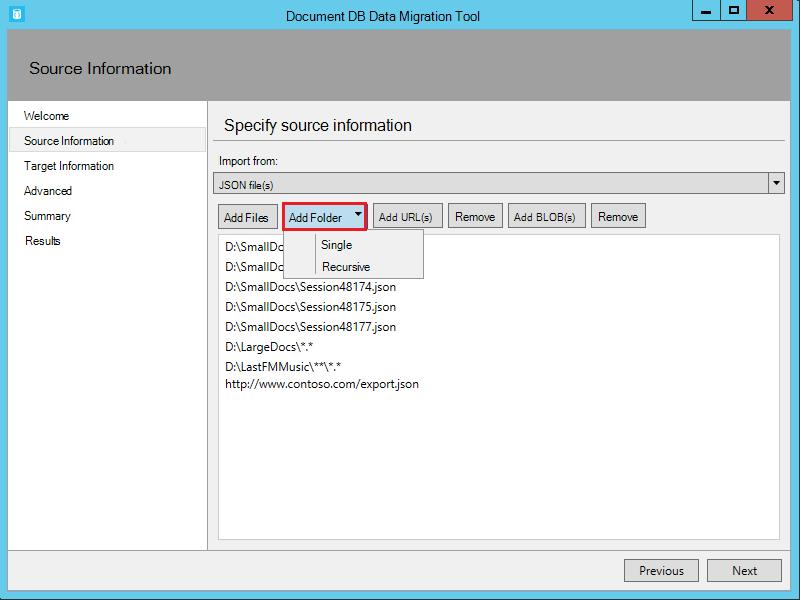 Document DB Data Migration Tool
Source Information
Welcome
Source Information
Target Information
Advanced
Summary
Results
Specify source information
Import from:
JSON file(s)
Add Files Add Folder Add URL(s) Remove Add BLOB(s) Remove
Single
Recursive
D:\SmallDoc
D:\SmallDoc
D:\SmallDocs\Session48174.json
D:\SmallDocs\Session48175.json
D:\SmallDocs\Session48177.json
D:\LargeDocs\*.*
D:\LastFMMusic\**\*.*
http://www.contoso.com/export.json
Previous Next